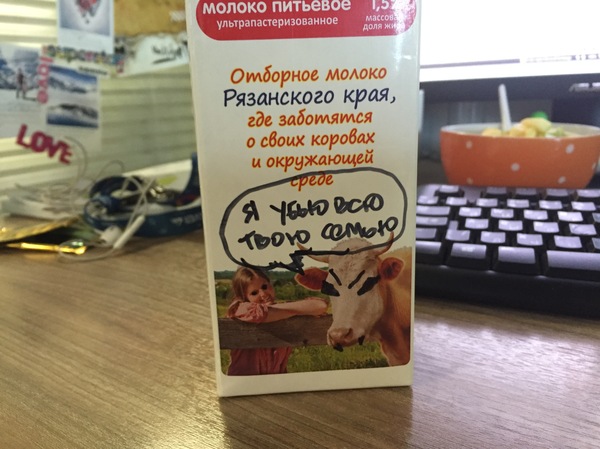 МОЛОКО ПИТЬЕВОЕ
ультрапастеризованное
1,5%
массовая
доля жира
Отборное молоко
Рязанского края,
где заботятся
о своих коровах
и окружающей
среде
Я УБЬЮ ВСЮ
ТВОЮ СЕМЬЮ
love
LOVE